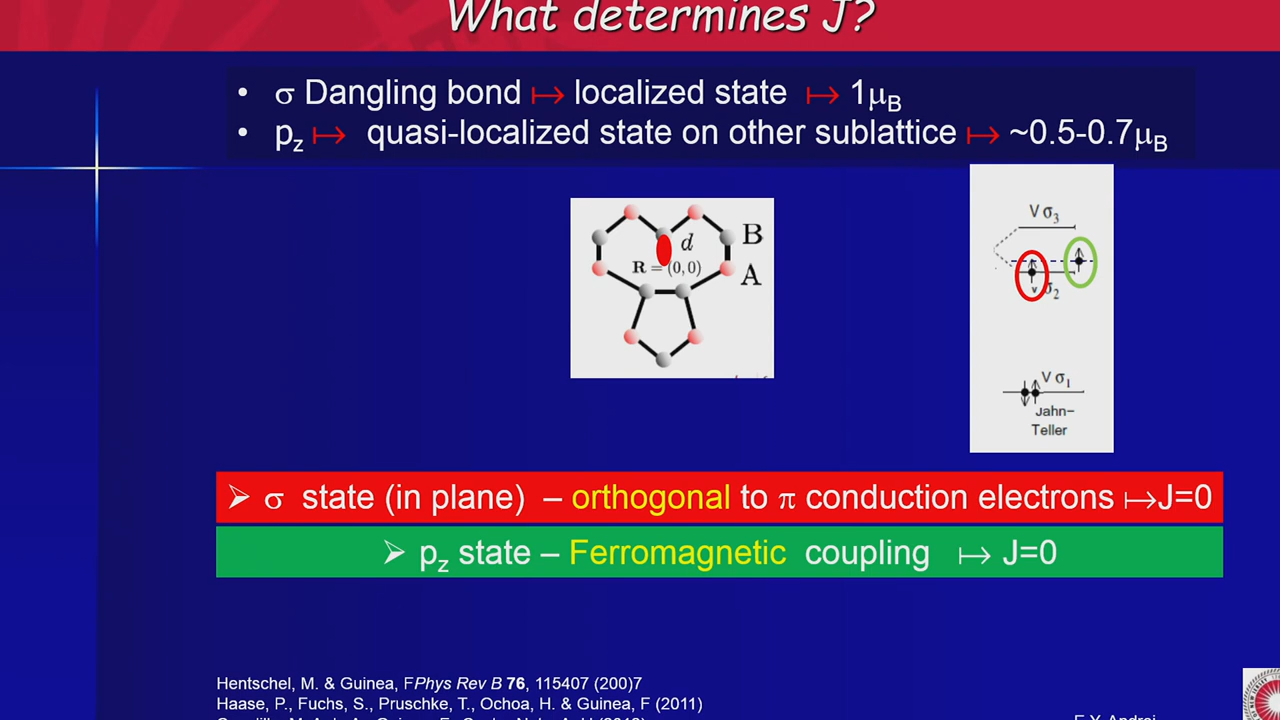 What determines J?
• σ Dangling bond ↦ localized state ↦ 1μB
• pz ↦ quasi-localized state on other sublattice ↦ ~0.5-0.7μB
d
B
R = (0,0)
A
V σ3
σ2
V σ1
Jahn-
Teller
➢ σ state (in plane) – orthogonal to π conduction electrons ↦J=0
➢ pz state – Ferromagnetic coupling ↦ J=0
Hentschel, M. & Guinea, FPhys Rev B 76, 115407 (200)7
Haase, P., Fuchs, S., Pruschke, T., Ochoa, H. & Guinea, F (2011)
E.Y. Andrei